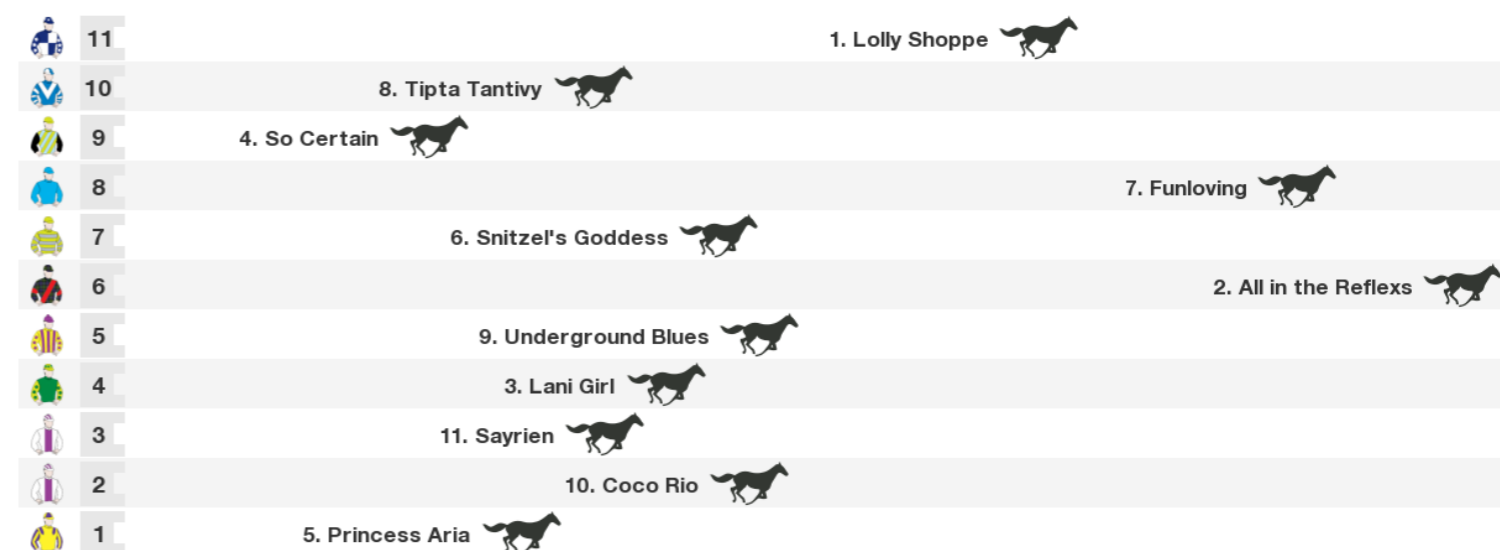 11 1. Lolly Shoppe
10 8. Tipta Tantivy
9 4. So Certain
8 7. Funloving
7 6. Snitzel's Goddess
6 2. All in the Reflexs
5 9. Underground Blues
4 3. Lani Girl
3 11. Sayrien
2 10. Coco Rio
1 5. Princess Aria